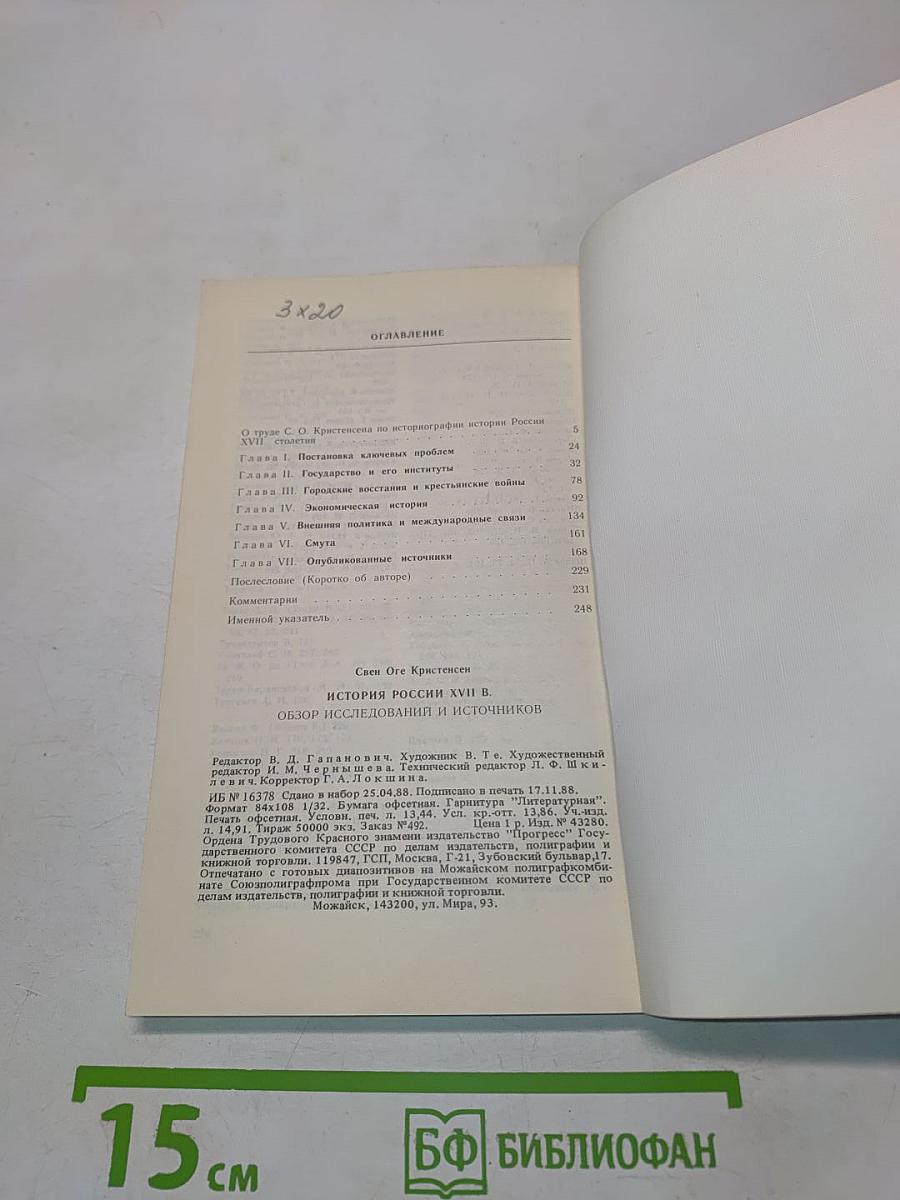 3x20
ОГЛАВЛЕНИЕ
О труде С. О. Кристенсена по историографии истории России
XVII столетия . . . . . . . . . . 5
Глава I. Постановка ключевых проблем . . . . . . 24
Глава II. Государство и его институты . . . . . . 32
Глава III. Городские восстания и крестьянские войны . 78
Глава IV. Экономическая история . . . . . . . 92
Глава V. Внешняя политика и международные связи . . 134
Глава VI. Смута . . . . . . . . . . . 161
Глава VII. Опубликованные источники . . . . . . 168
Послесловие (Коротко об авторе) . . . . . . . . 229
Комментарии . . . . . . . . . . . . . 231
Именной указатель . . . . . . . . . . . . 248
Свен Оге Кристенсен
ИСТОРИЯ РОССИИ XVII В.
ОБЗОР ИССЛЕДОВАНИЙ И ИСТОЧНИКОВ
Редактор В. Д. Гапанович. Художник В. Те. Художественный
редактор И. М. Чернышева. Технический редактор Л. Ф. Шки-
левич. Корректор Г. А. Локшина.
ИБ № 16378 Сдано в набор 25.04.88. Подписано в печать 17.11.88.
Формат 84x108 1/32. Бумага офсетная. Гарнитура "Литературная".
Печать офсетная. Условн. печ. л. 13,44. Усл. кр.-отт. 13,86. Уч.-изд.
л. 14,91. Тираж 50000 экз. Заказ №492. Цена 1 р. Изд. № 43280.
Ордена Трудового Красного знамени издательство "Прогресс" Госу-
дарственного комитета СССР по делам издательств, полиграфии и
книжной торговли. 119847, ГСП, Москва, Г-21, Зубовский бульвар,17.
Отпечатано с готовых диапозитивов на Можайском полиграфкомби-
нате Союзполиграфпрома при Государственном комитете СССР по
делам издательств, полиграфии и книжной торговли.
Можайск, 143200, ул. Мира, 93.
15 см
БФ БИБЛИОФАН